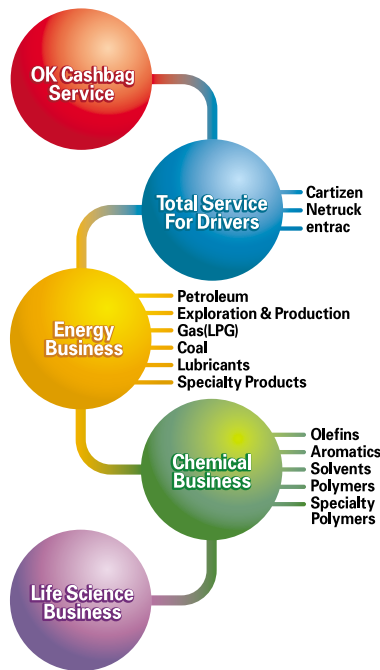 OK Cashbag
Service
Total Service
For Drivers
Cartizen
Netruck
entrac
Energy
Business
Petroleum
Exploration & Production
Gas(LPG)
Coal
Lubricants
Specialty Products
Chemical
Business
Olefins
Aromatics
Solvents
Polymers
Specialty
Polymers
Life Science
Business